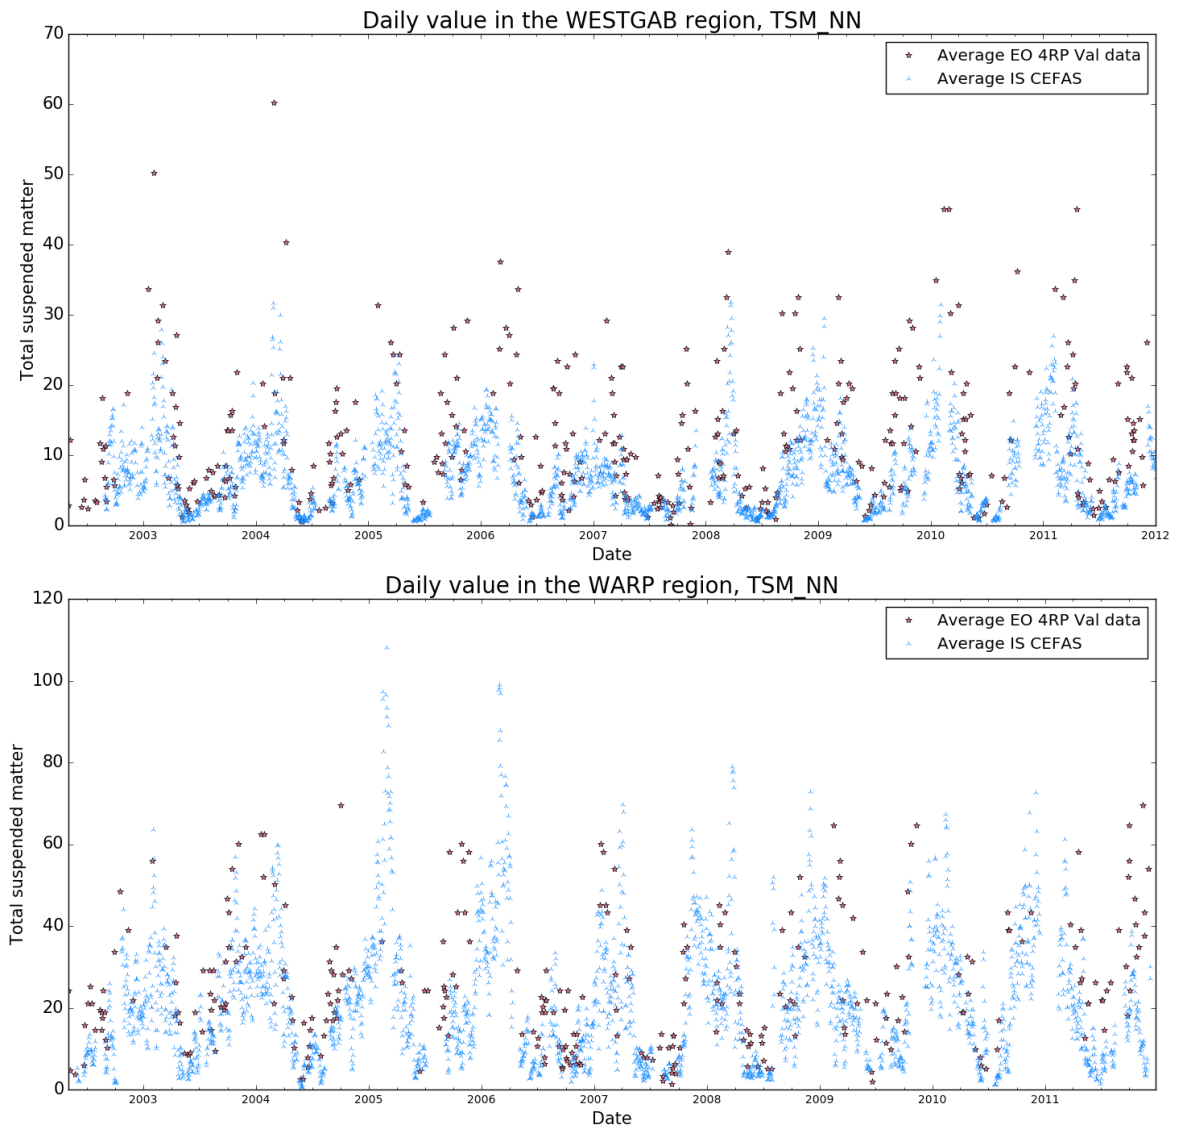 Daily value in the WESTGAB region, TSM_NN
70
60
50
40
30
20
10
0
Total suspended matter
Average EO 4RP Val data
Average IS CEFAS
2003 2004 2005 2006 2007 2008 2009 2010 2011 2012
Date
Daily value in the WARP region, TSM_NN
120
100
80
60
40
20
0
Total suspended matter
Average EO 4RP Val data
Average IS CEFAS
2003 2004 2005 2006 2007 2008 2009 2010 2011
Date